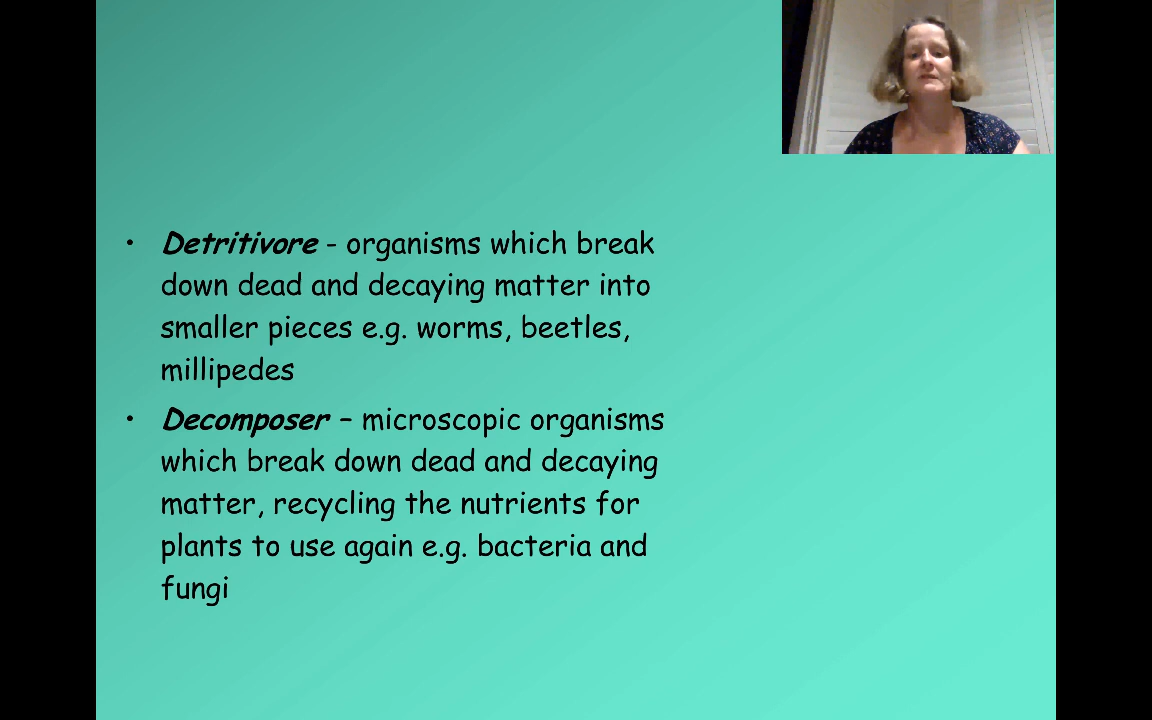 • Detritivore - organisms which break
down dead and decaying matter into
smaller pieces e.g. worms, beetles,
millipedes
• Decomposer – microscopic organisms
which break down dead and decaying
matter, recycling the nutrients for
plants to use again e.g. bacteria and
fungi